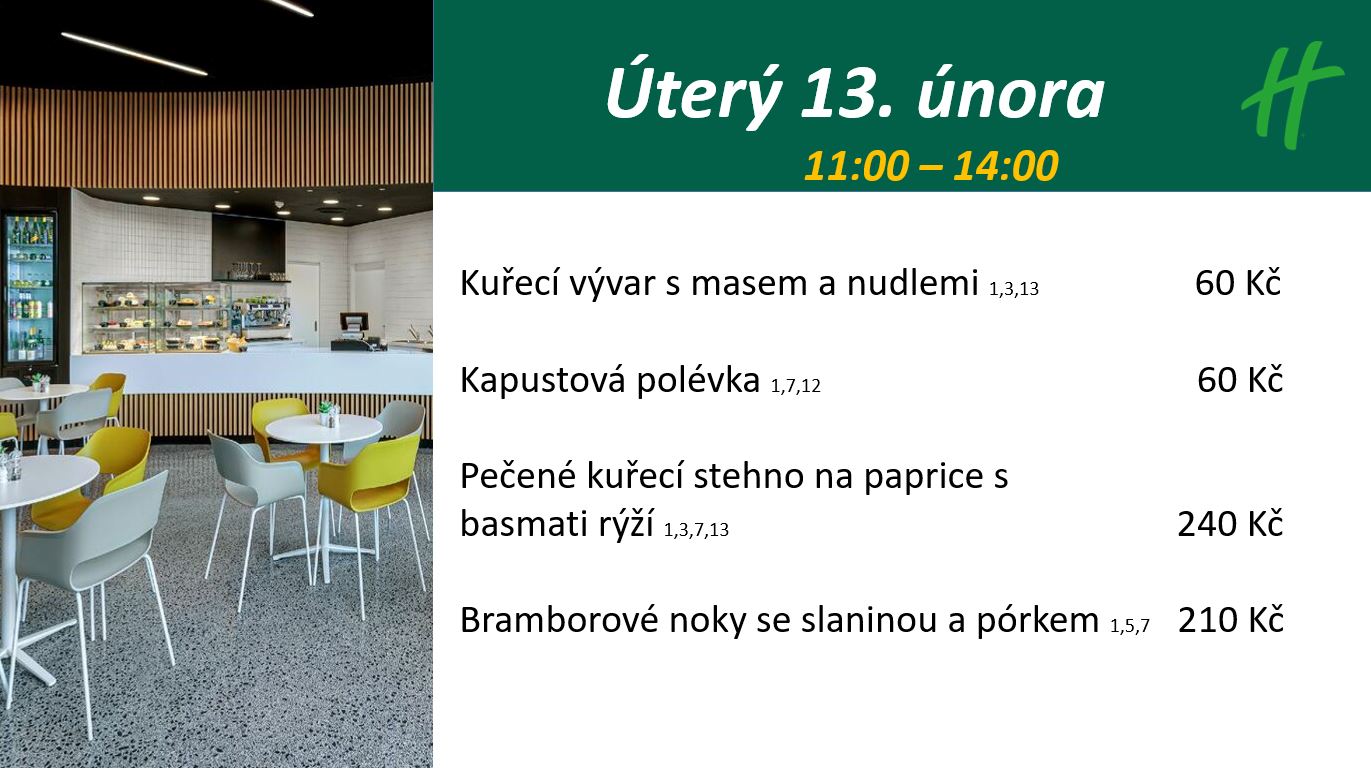 Úterý 13. února
11:00 – 14:00
Kuřecí vývar s masem a nudlemi 1,3,13 60 Kč
Kapustová polévka 1,7,12 60 Kč
Pečené kuřecí stehno na paprice s
basmati rýží 1,3,7,13 240 Kč
Bramborové noky se slaninou a pórkem 1,5,7 210 Kč